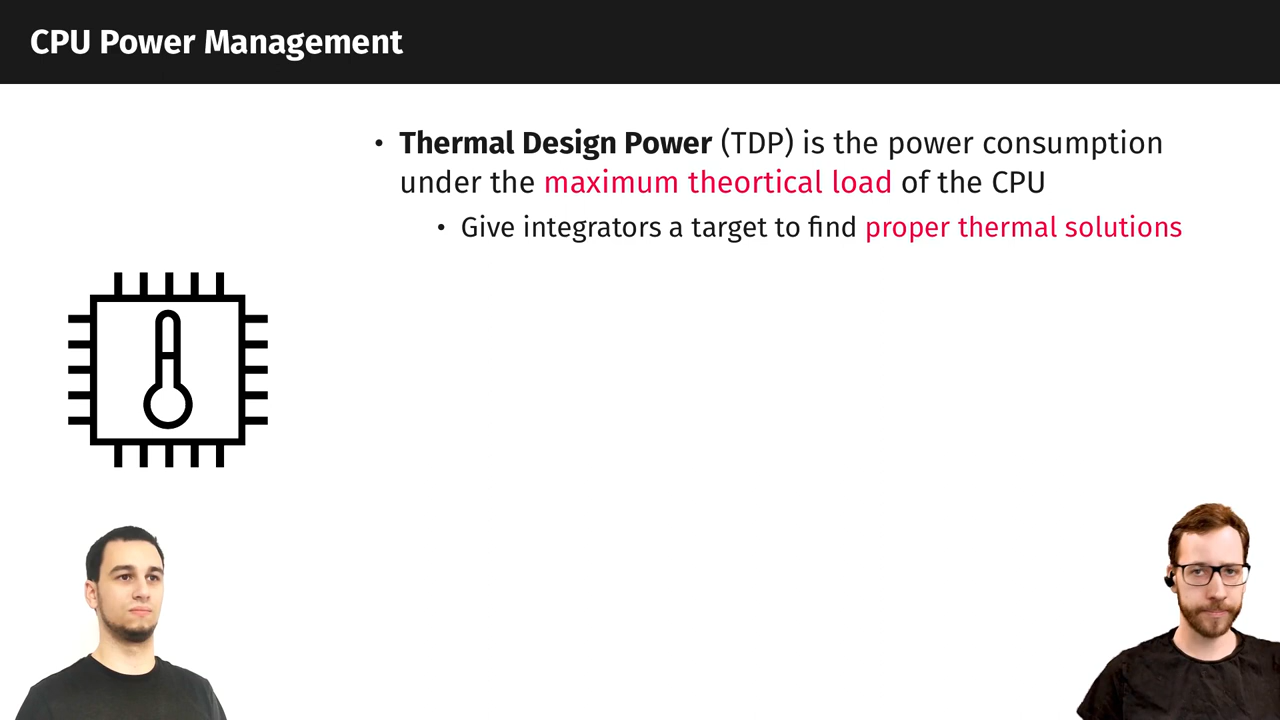 CPU Power Management
• Thermal Design Power (TDP) is the power consumption
under the maximum theortical load of the CPU
• Give integrators a target to find proper thermal solutions